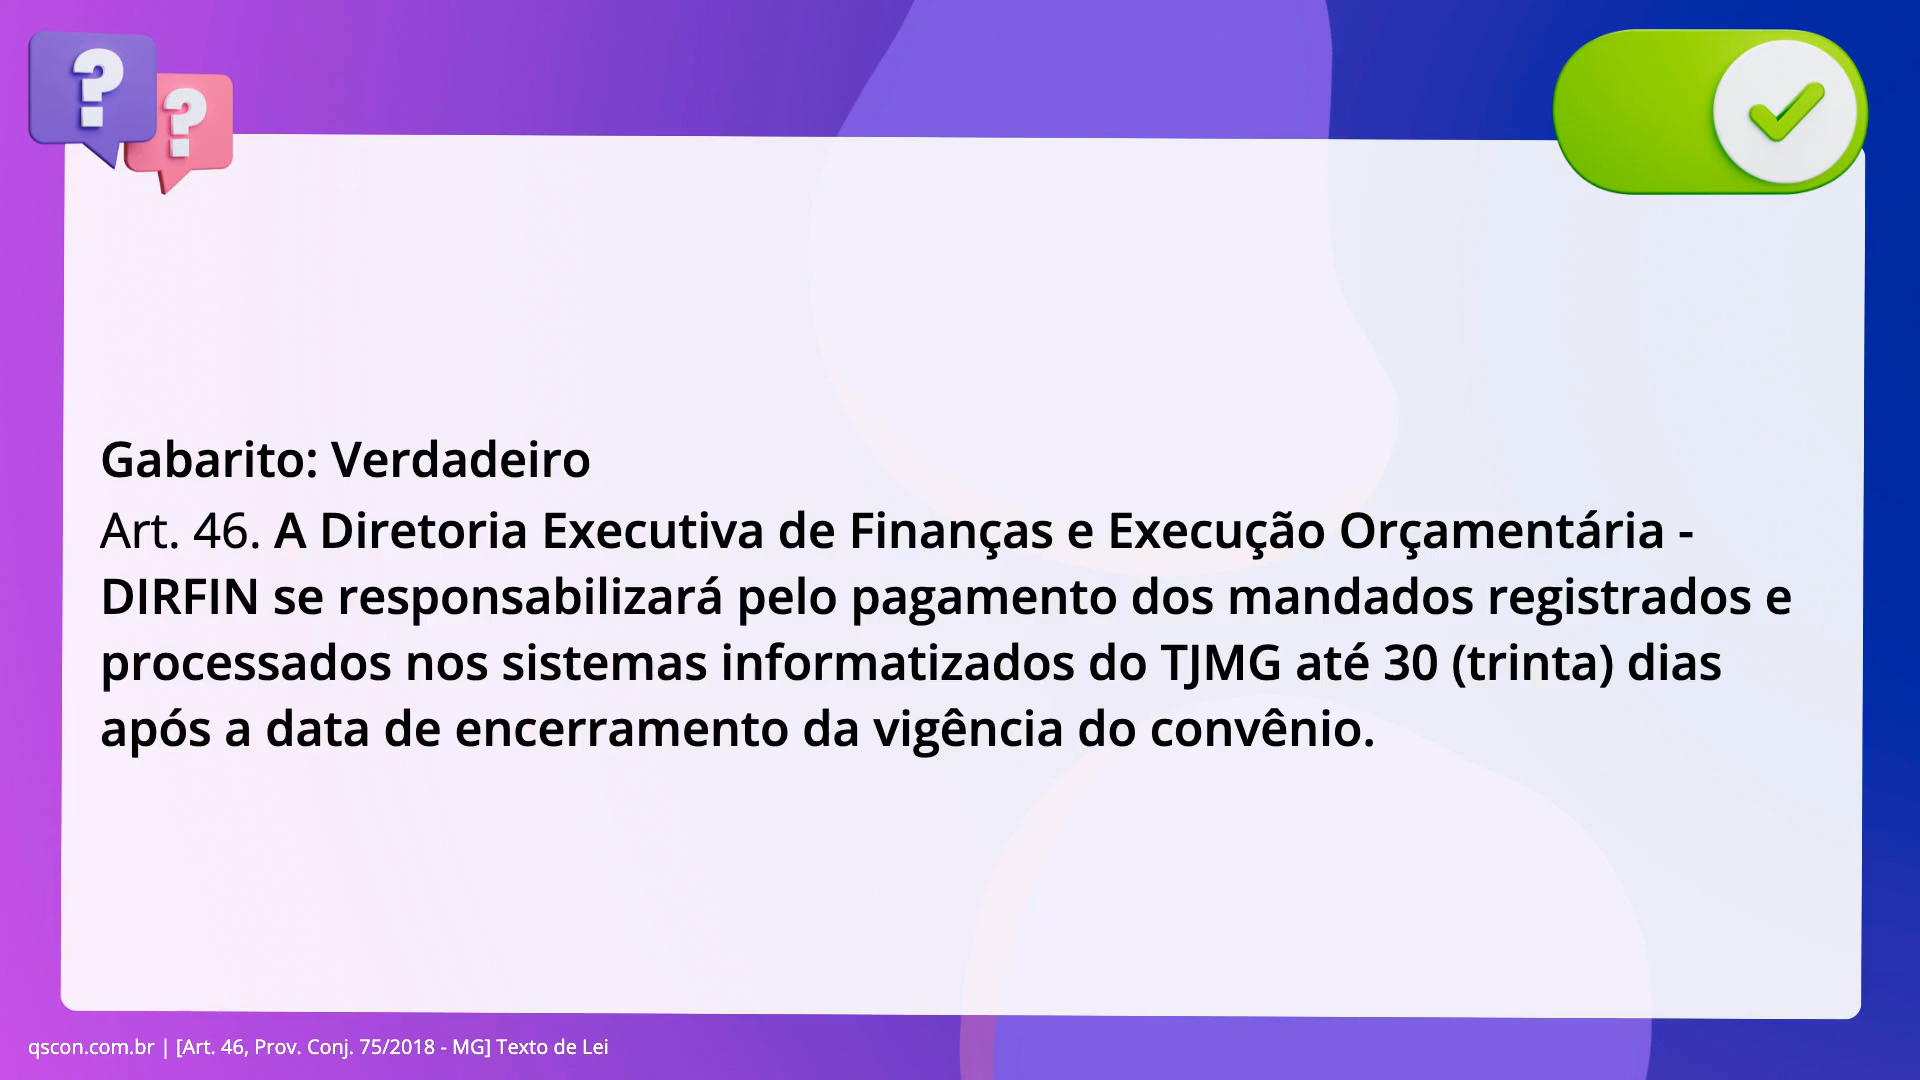 Gabarito: Verdadeiro
Art. 46. A Diretoria Executiva de Finanças e Execução Orçamentária -
DIRFIN se responsabilizará pelo pagamento dos mandados registrados e
processados nos sistemas informatizados do TJMG até 30 (trinta) dias
após a data de encerramento da vigência do convênio.
qscon.com.br | [Art. 46, Prov. Conj. 75/2018 - MG] Texto de Lei